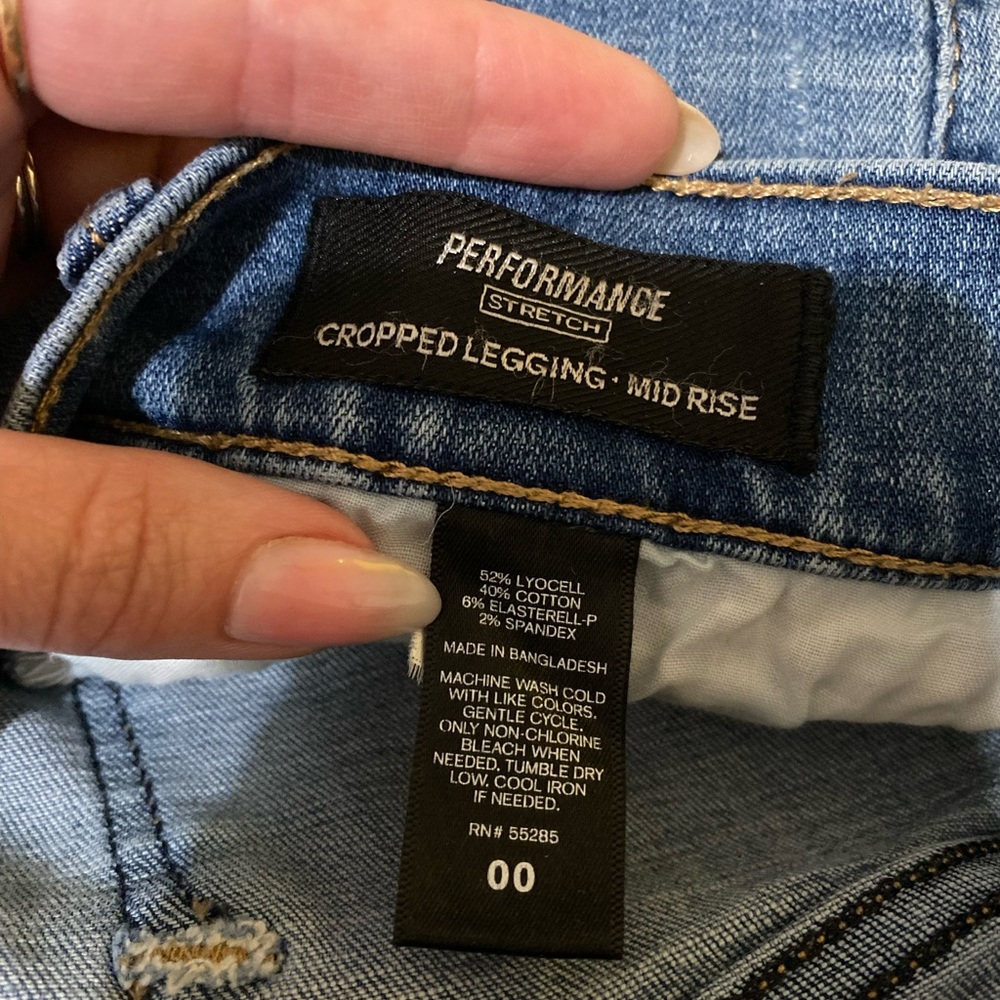 PERFORMANCE
STRETCH
CROPPED LEGGING · MID RISE
52% LYOCELL
40% COTTON
6% ELASTERELL-P
2% SPANDEX
MADE IN BANGLADESH
MACHINE WASH COLD
WITH LIKE COLORS.
GENTLE CYCLE.
ONLY NON-CHLORINE
BLEACH WHEN
NEEDED. TUMBLE DRY
LOW. COOL IRON
IF NEEDED.
RN# 55285
00